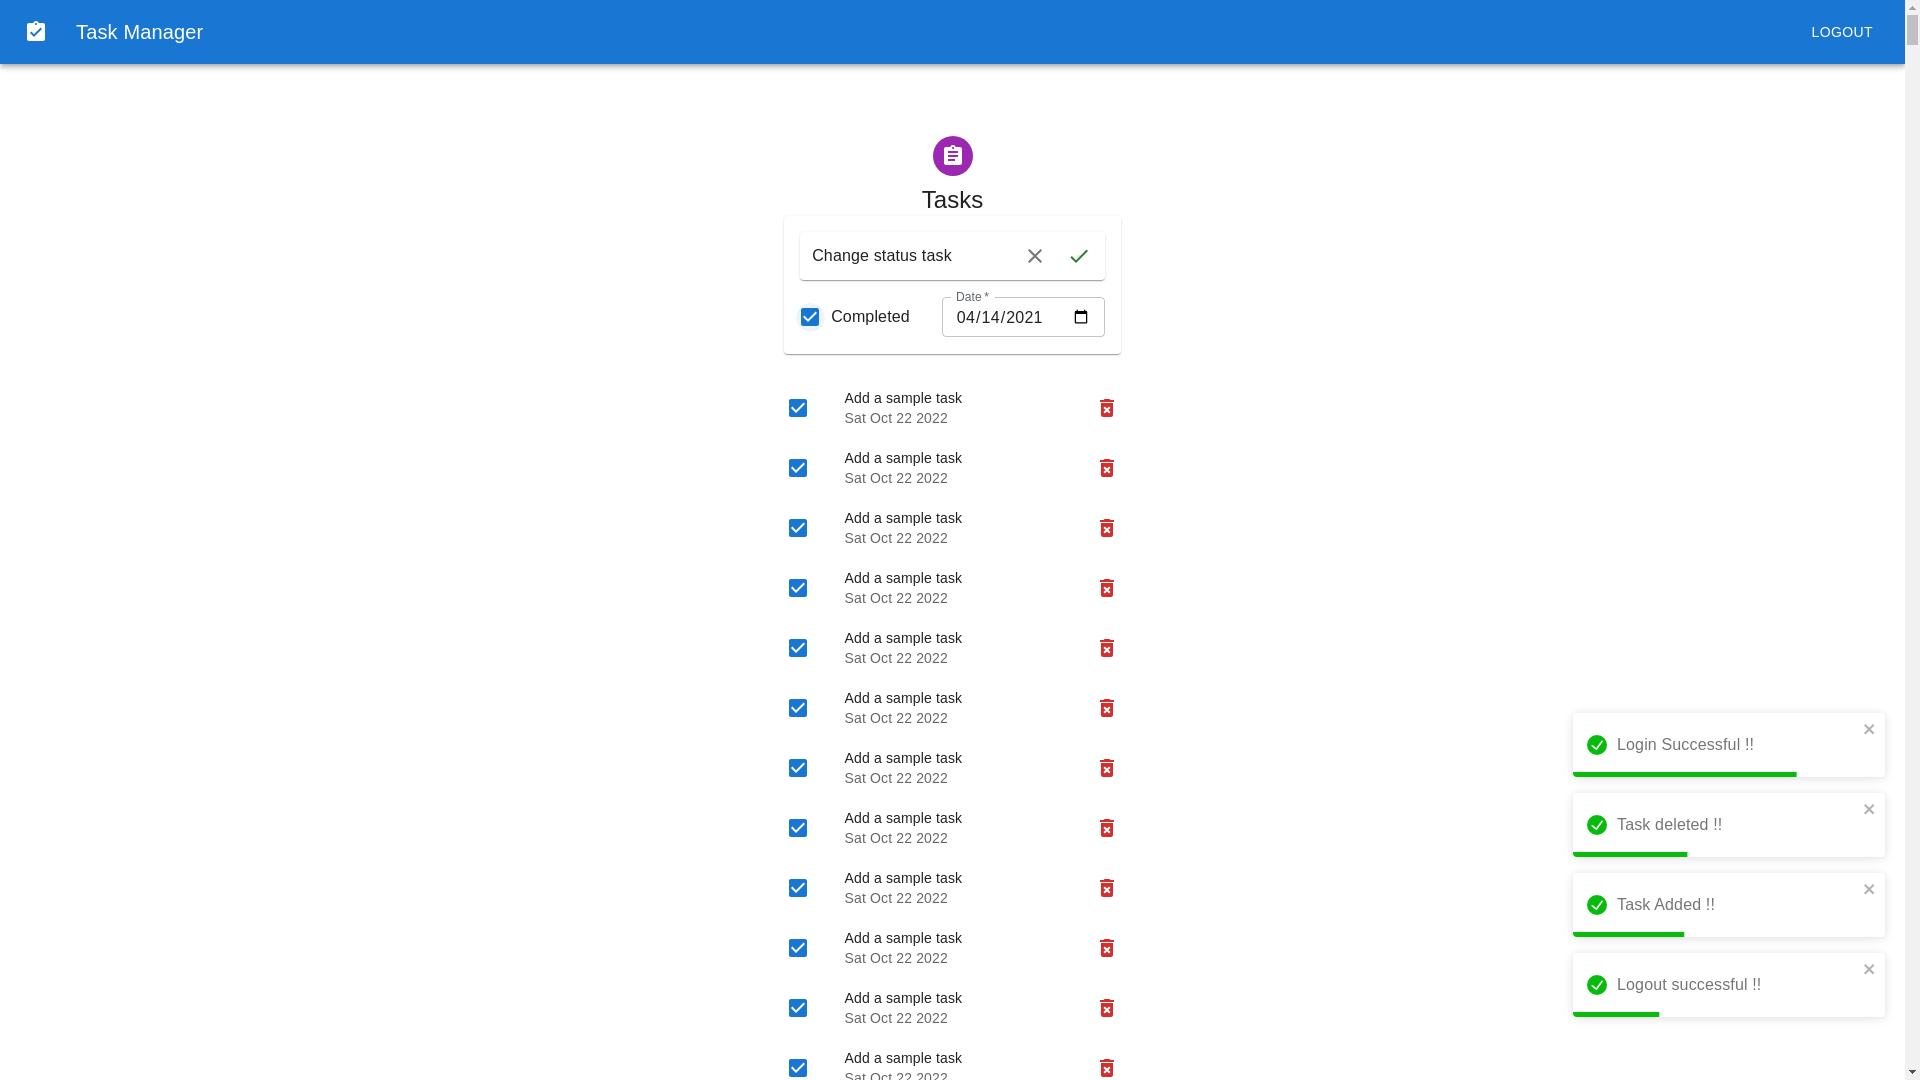 Task Manager
LOGOUT
Tasks
Change status task
Date *
Completed
04/14/2021
Add a sample task
Sat Oct 22 2022
Add a sample task
Sat Oct 22 2022
Add a sample task
Sat Oct 22 2022
Add a sample task
Sat Oct 22 2022
Add a sample task
Sat Oct 22 2022
Add a sample task
Sat Oct 22 2022
Add a sample task
Sat Oct 22 2022
Add a sample task
Sat Oct 22 2022
Add a sample task
Sat Oct 22 2022
Add a sample task
Sat Oct 22 2022
Add a sample task
Sat Oct 22 2022
Add a sample task
Sat Oct 22 2022
Login Successful !!
Task deleted !!
Task Added !!
Logout successful !!